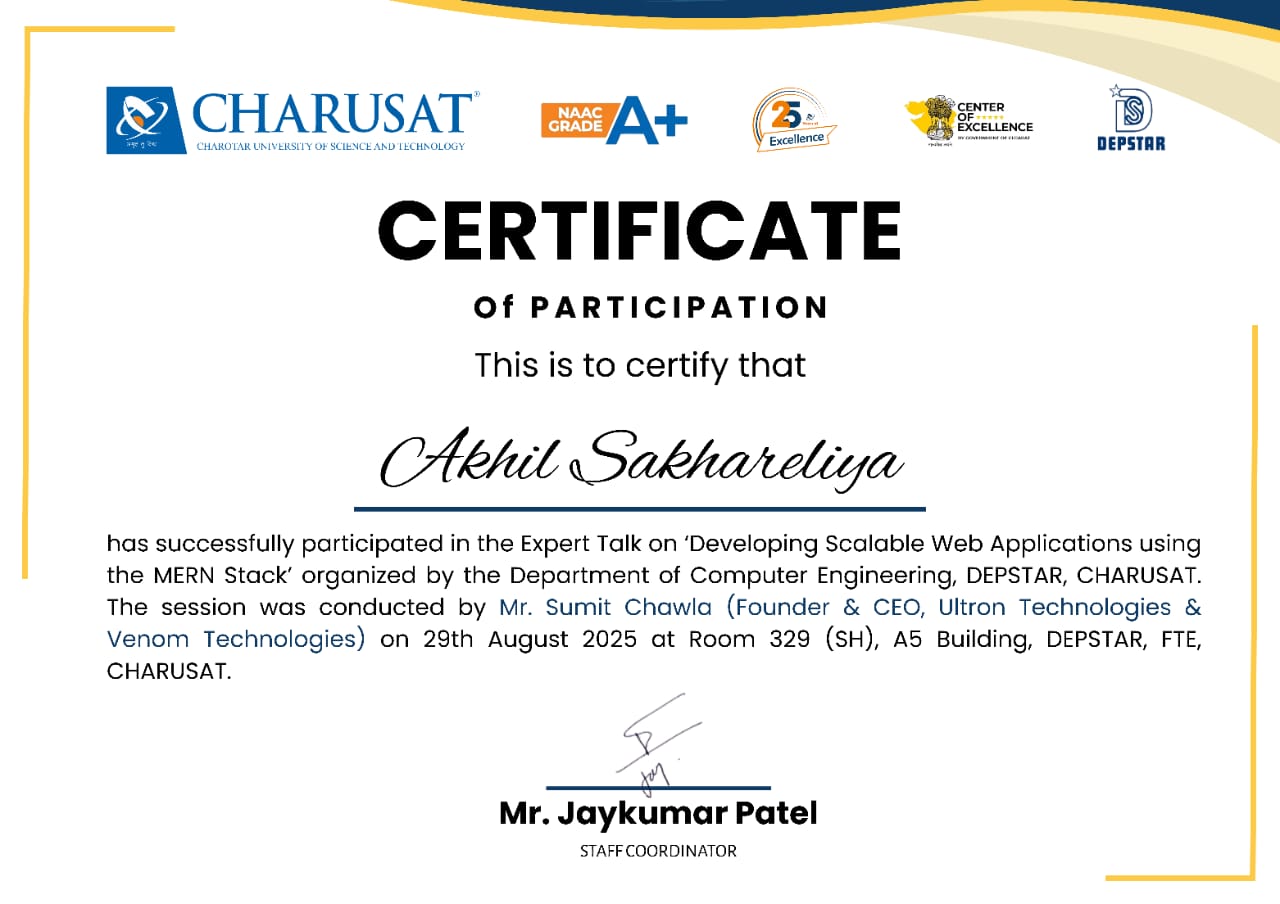 CHARUSAT®
CHAROTAR UNIVERSITY OF SCIENCE AND TECHNOLOGY
NAAC
GRADE A+
25
Excellence
CENTER
OF
EXCELLENCE
BY GOVERNMENT OF GUJARAT
DEPSTAR
CERTIFICATE
Of PARTICIPATION
This is to certify that
Akhil Sakhareliya
has successfully participated in the Expert Talk on ‘Developing Scalable Web Applications using
the MERN Stack’ organized by the Department of Computer Engineering, DEPSTAR, CHARUSAT.
The session was conducted by Mr. Sumit Chawla (Founder & CEO, Ultron Technologies &
Venom Technologies) on 29th August 2025 at Room 329 (SH), A5 Building, DEPSTAR, FTE,
CHARUSAT.
Jay
Mr. Jaykumar Patel
STAFF COORDINATOR